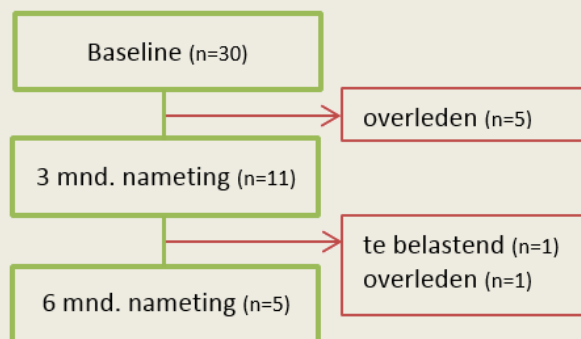 Baseline (n=30)
overleden (n=5)
3 mnd. nameting (n=11)
te belastend (n=1)
overleden (n=1)
6 mnd. nameting (n=5)